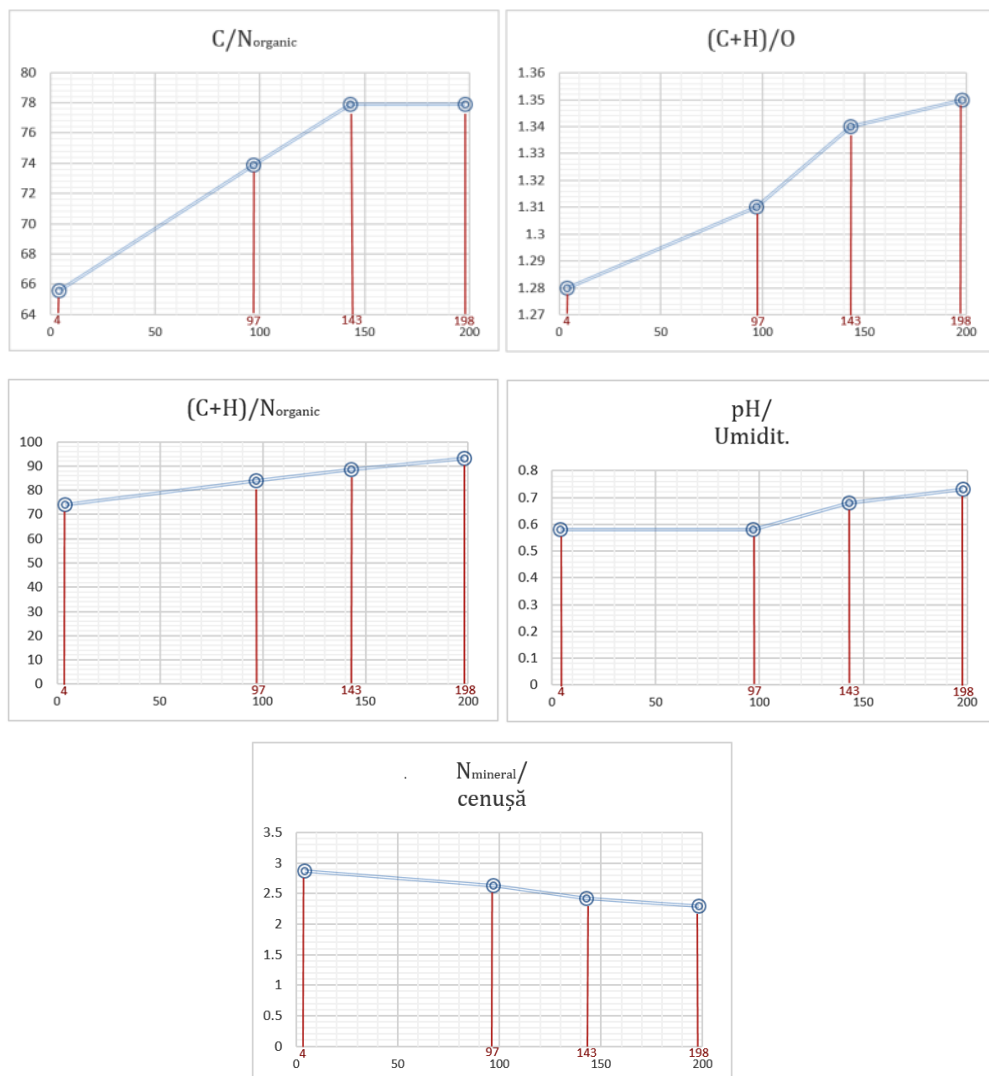 C/Norganic
80
78
76
74
72
70
68
66
64
4 97 143 198
0 50 100 150 200
(C+H)/O
1.36
1.35
1.34
1.33
1.32
1.31
1.3
1.29
1.28
1.27
4 97 143 198
0 50 100 150 200
(C+H)/Norganic
100
90
80
70
60
50
40
30
20
10
0
4 97 143 198
0 50 100 150 200
pH/
Umidit.
0.8
0.7
0.6
0.5
0.4
0.3
0.2
0.1
0
4 97 143 198
0 50 100 150 200
Nmineral/
cenușă
3.5
3
2.5
2
1.5
1
0.5
0
4 97 143 198
0 50 100 150 200